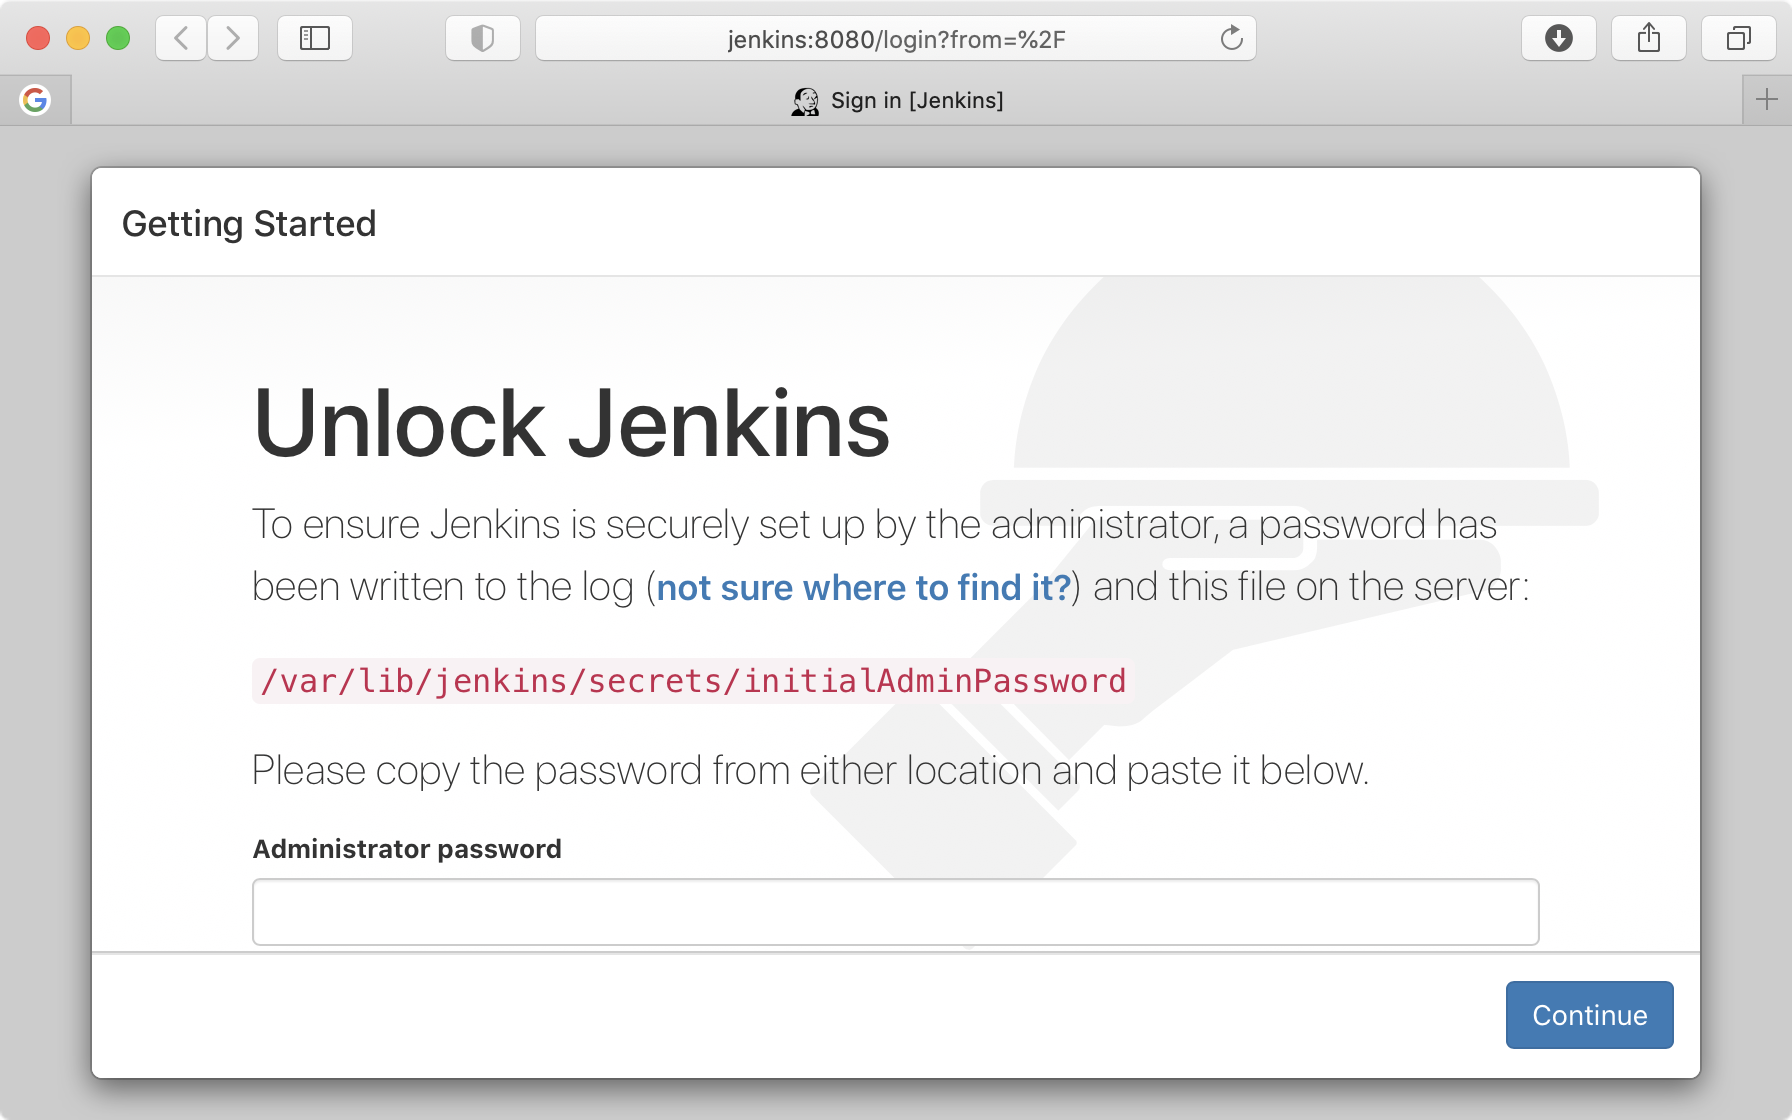 jenkins:8080/login?from=%2F
Sign in [Jenkins]
Getting Started
Unlock Jenkins
To ensure Jenkins is securely set up by the administrator, a password has
been written to the log (not sure where to find it?) and this file on the server:
/var/lib/jenkins/secrets/initialAdminPassword
Please copy the password from either location and paste it below.
Administrator password
Continue